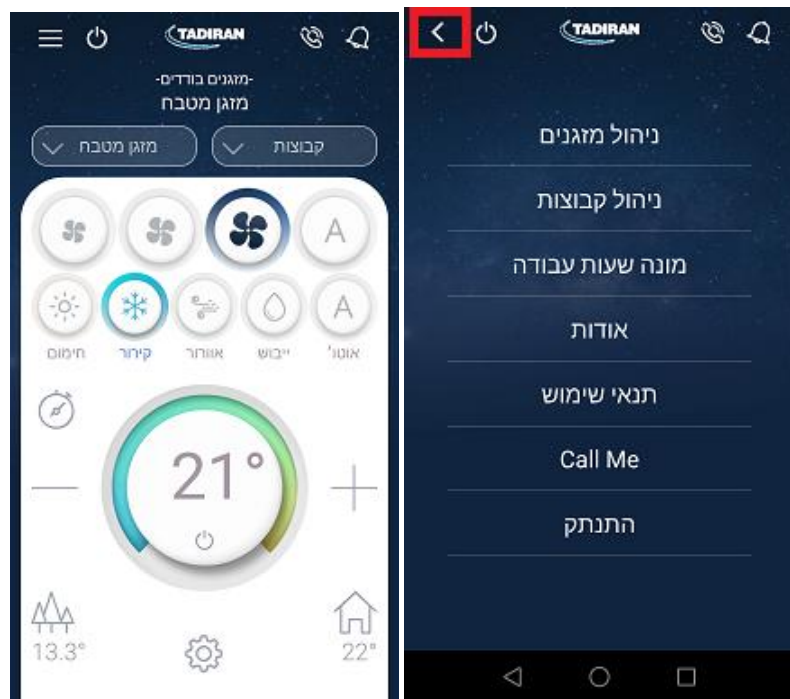 TADIRAN
-מזגנים בודדים-
מזגן מטבח
קבוצות
מזגן מטבח
A
A
חימום
קירור
אוורור
ייבוש
אוטו'
21°
13.3°
22°
TADIRAN
ניהול מזגנים
ניהול קבוצות
מונה שעות עבודה
אודות
תנאי שימוש
Call Me
התנתק